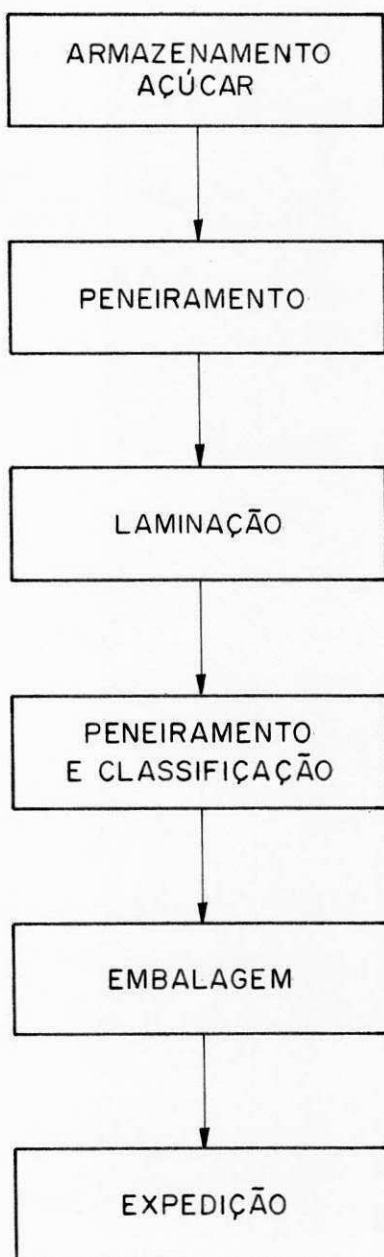 ARMAZENAMENTO
AÇÚCAR
PENEIRAMENTO
LAMINAÇÃO
PENEIRAMENTO
E CLASSIFICAÇÃO
EMBALAGEM
EXPEDIÇÃO